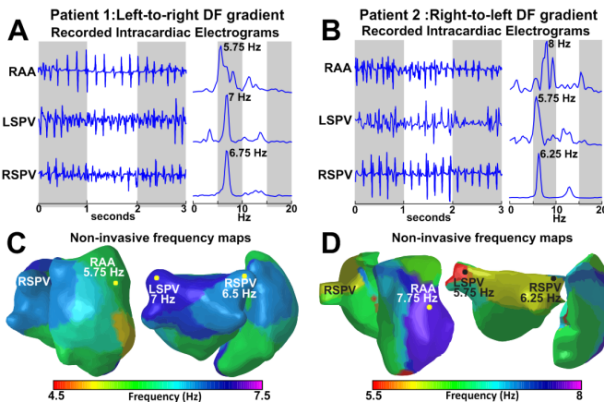 Patient 1:Left-to-right DF gradient
A Recorded Intracardiac Electrograms
5.75 Hz
RAA
7 Hz
LSPV
6.75 Hz
RSPV
0 1 2 3 0 10 20
seconds Hz
Patient 2 :Right-to-left DF gradient
B Recorded Intracardiac Electrograms
8 Hz
RAA
5.75 Hz
LSPV
6.25 Hz
RSPV
0 1 2 3 0 10 20
seconds Hz
C Non-invasive frequency maps
RSPV
RAA
5.75 Hz
LSPV
7 Hz
RSPV
6.5 Hz
4.5 Frequency (Hz) 7.5
D Non-invasive frequency maps
RSPV
RAA
7.75 Hz
LSPV
5.75 Hz
RSPV
6.25 Hz
5.5 Frequency (Hz) 8